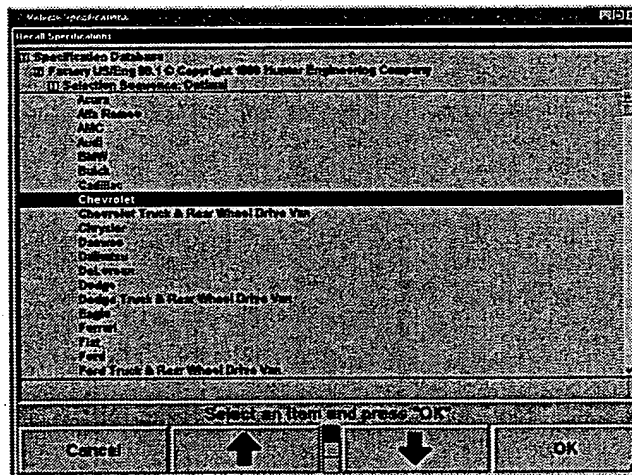 Vehicle Specifications
Recall Specifications
Specification Database
Factory US/Eng 99.1 © Copyright 1999 Hunter Engineering Company
Selection Sequence: Default
Acura
Alfa Romeo
AMC
Audi
BMW
Buick
Cadillac
Chevrolet
Chevrolet Truck & Rear Wheel Drive Van
Chrysler
Daewoo
Daihatsu
DeLorean
Dodge
Dodge Truck & Rear Wheel Drive Van
Eagle
Ferrari
Fiat
Ford
Ford Truck & Rear Wheel Drive Van
Select an item and press "OK"
Cancel
OK